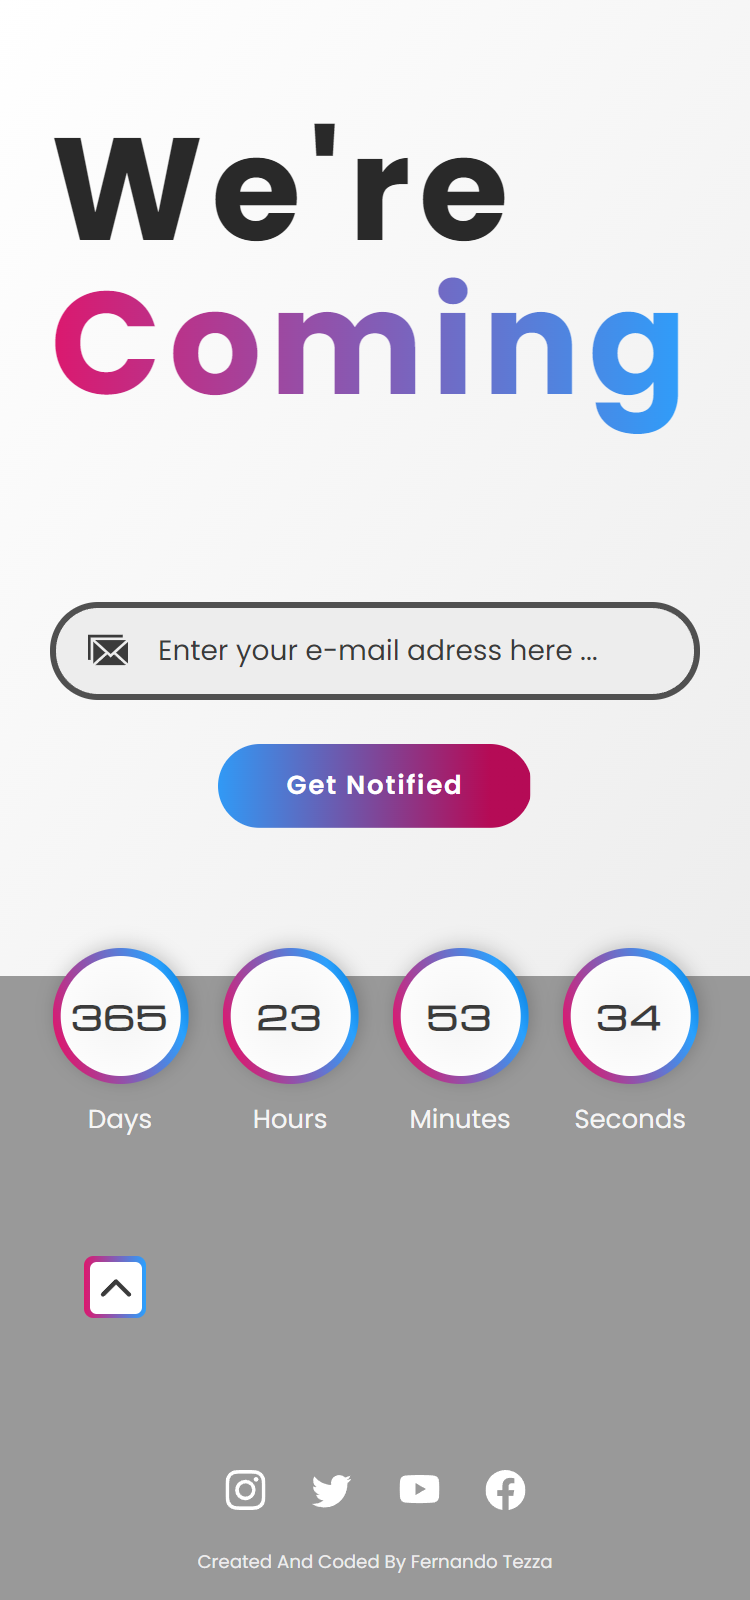 We're
Coming
Enter your e-mail adress here ...
Get Notified
365 23 53 34
Days Hours Minutes Seconds
Created And Coded By Fernando Tezza